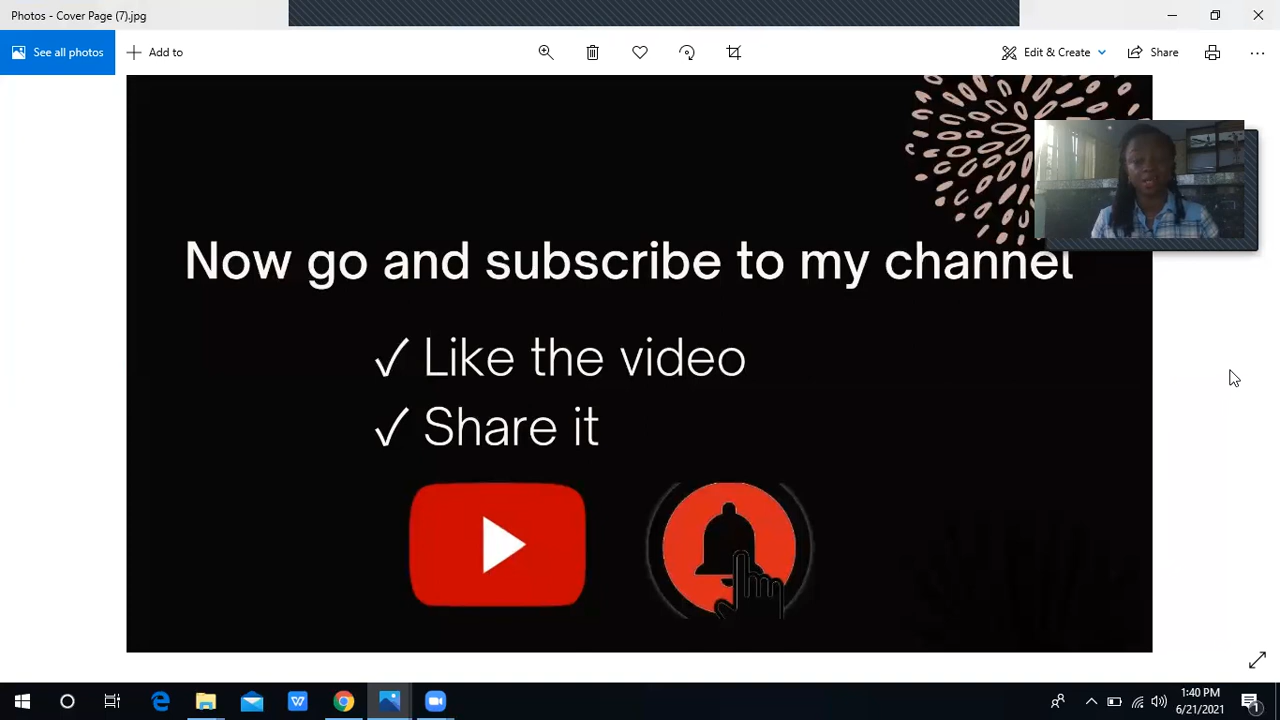 Photos - Cover Page (7).jpg
See all photos
Add to
Edit & Create
Share
Now go and subscribe to my channel
✓ Like the video
✓ Share it
1:40 PM
6/21/2021
1